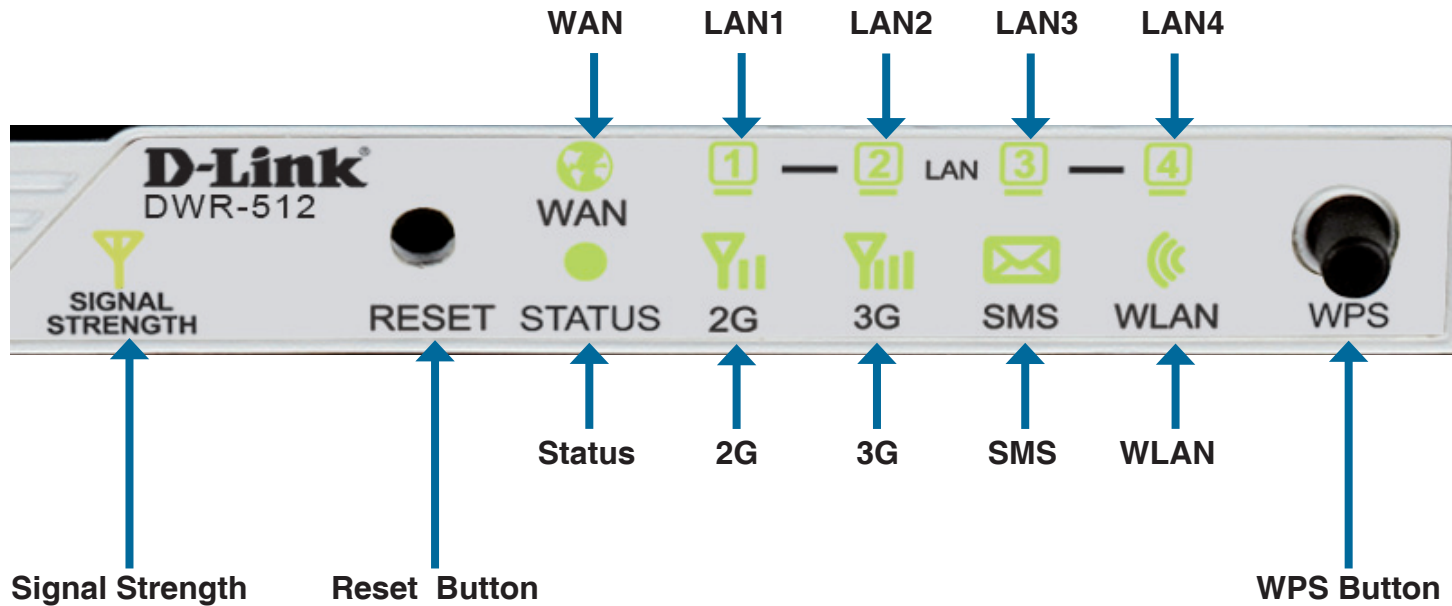 WAN LAN1 LAN2 LAN3 LAN4
D-Link®
DWR-512
WAN
1 2 LAN 3 4
SIGNAL
STRENGTH
RESET STATUS 2G 3G SMS WLAN WPS
Status 2G 3G SMS WLAN
Signal Strength Reset Button WPS Button